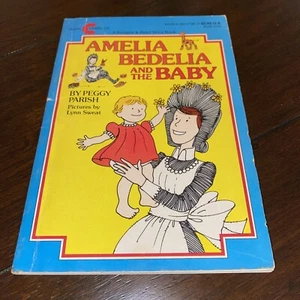 AMELIA
BEDELIA
AND THE BABY
BY PEGGY
PARISH
Pictures by
Lynn Sweat